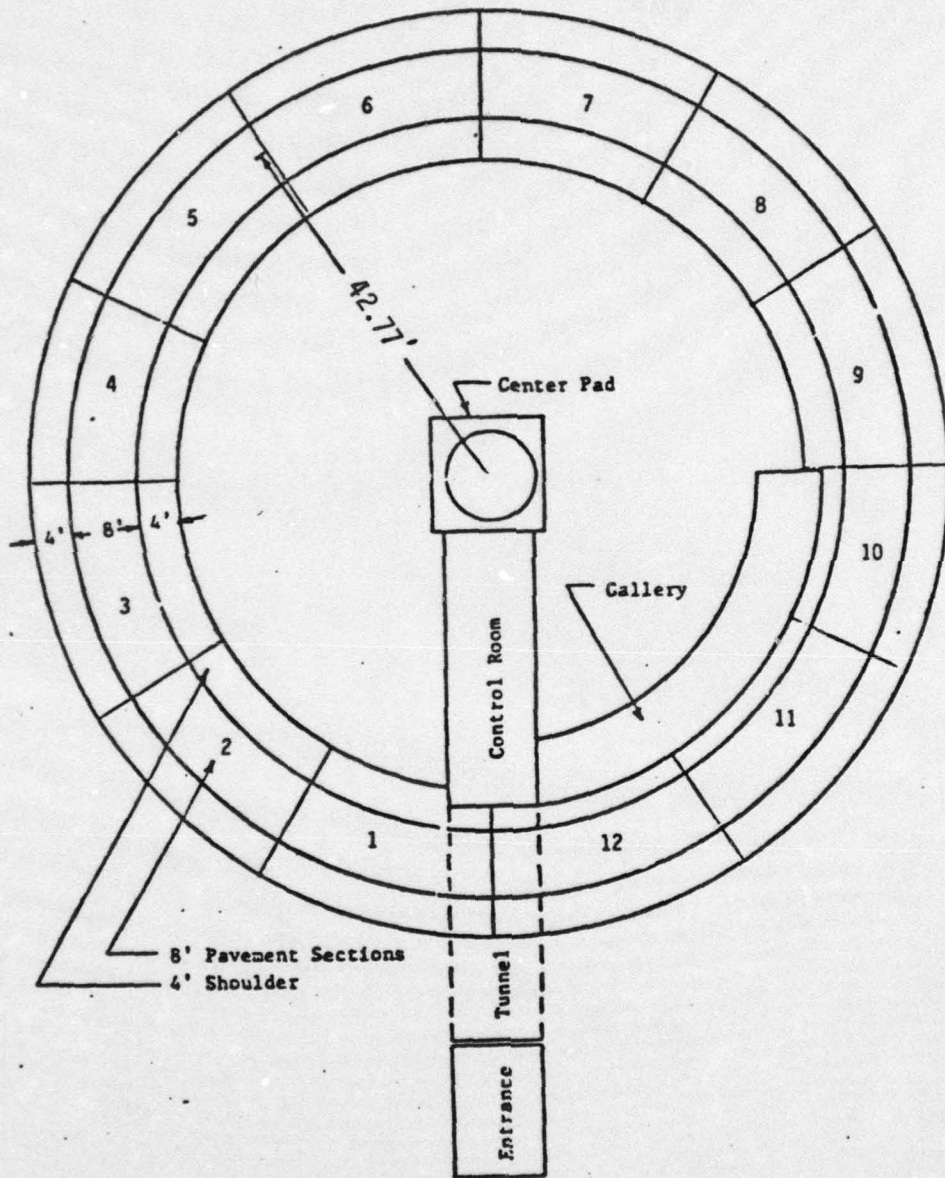 6
7
5
8
42.77'
4
9
Center Pad
4' 8' 4'
10
Gallery
3
Control Room
11
2
1
12
8' Pavement Sections
4' Shoulder
Tunnel
Entrance